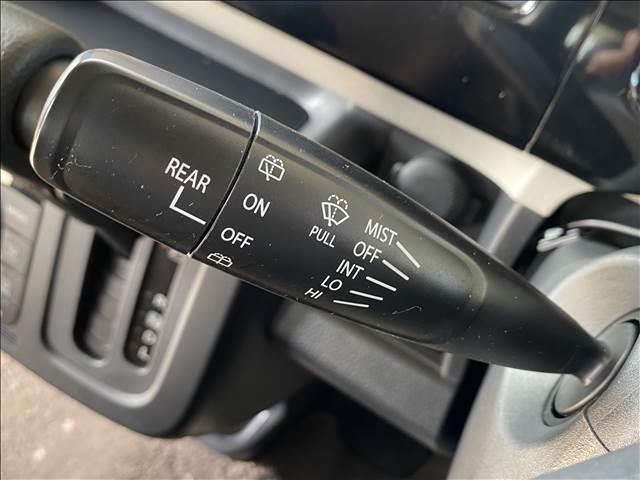 REAR
ON
OFF
PULL
MIST
OFF
INT
LO
HI